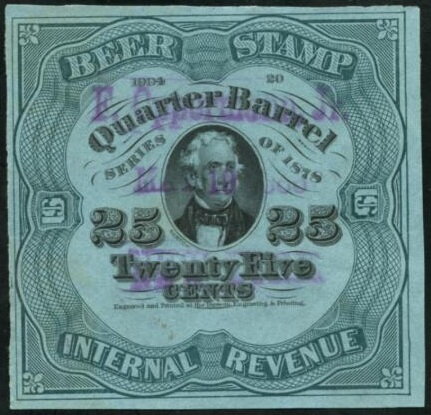 BEER STAMP
20
Quarter Barrel
SERIES OF 1878
25 25
Twenty Five
CENTS
Engraved and Printed at the Bureau, Engraving & Printing.
INTERNAL REVENUE